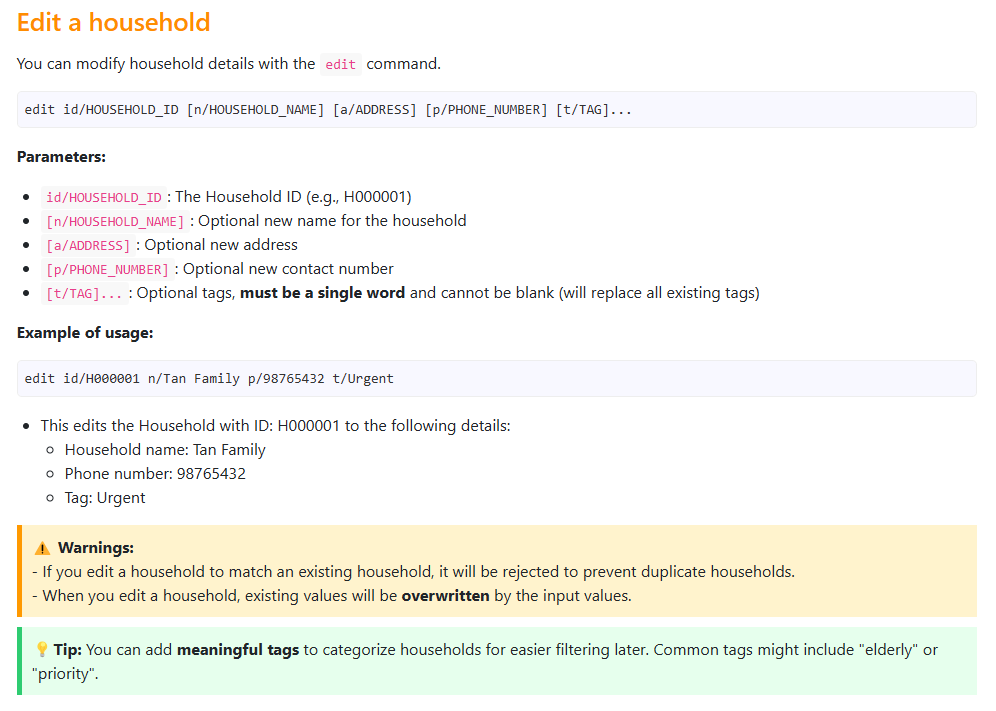 Edit a household
You can modify household details with the edit command.
edit id/HOUSEHOLD_ID [n/HOUSEHOLD_NAME] [a/ADDRESS] [p/PHONE_NUMBER] [t/TAG]...
Parameters:
id/HOUSEHOLD_ID : The Household ID (e.g., H000001)
[n/HOUSEHOLD_NAME] : Optional new name for the household
[a/ADDRESS] : Optional new address
[p/PHONE_NUMBER] : Optional new contact number
[t/TAG]... : Optional tags, must be a single word and cannot be blank (will replace all existing tags)
Example of usage:
edit id/H000001 n/Tan Family p/98765432 t/Urgent
This edits the Household with ID: H000001 to the following details:
Household name: Tan Family
Phone number: 98765432
Tag: Urgent
⚠️ Warnings:
- If you edit a household to match an existing household, it will be rejected to prevent duplicate households.
- When you edit a household, existing values will be overwritten by the input values.
💡 Tip: You can add meaningful tags to categorize households for easier filtering later. Common tags might include "elderly" or
"priority".